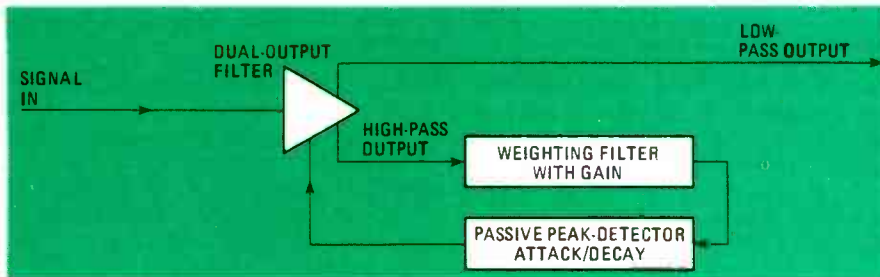 DUAL-OUTPUT
FILTER
LOW-
PASS OUTPUT
SIGNAL
IN
HIGH-PASS
OUTPUT
WEIGHTING FILTER
WITH GAIN
PASSIVE PEAK-DETECTOR
ATTACK/DECAY